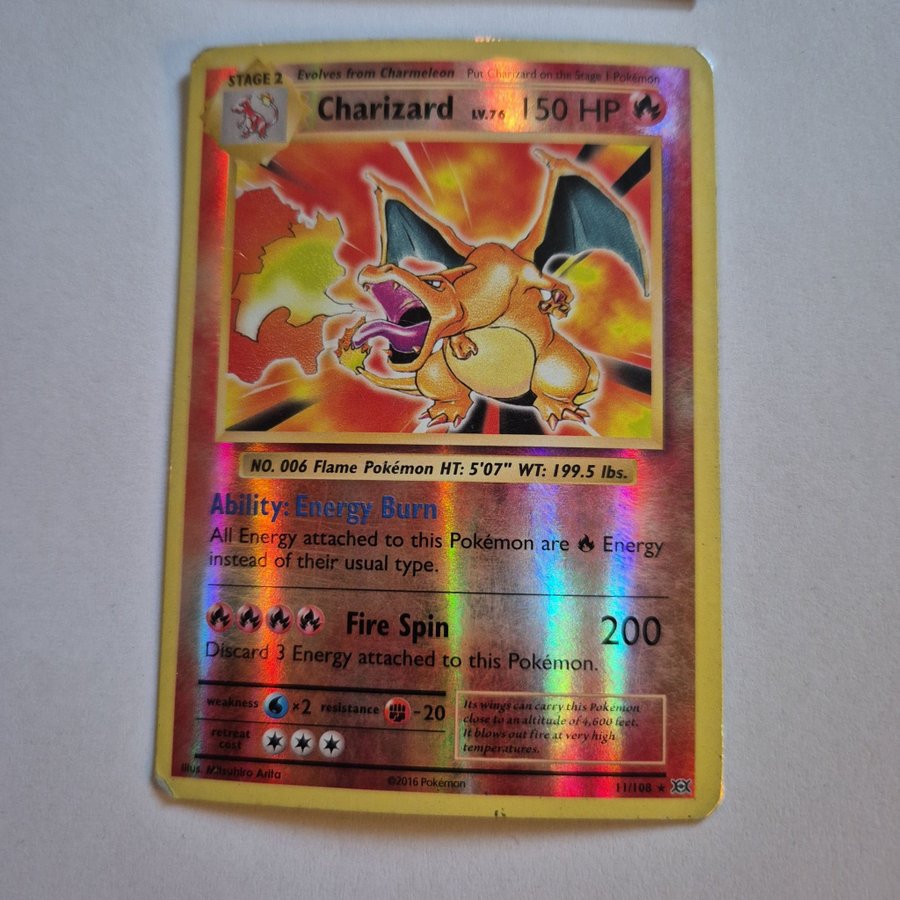 STAGE 2 Evolves from Charmeleon Put Charizard on the Stage 1 Pokémon
Charizard LV.76 150 HP
NO. 006 Flame Pokémon HT: 5'07" WT: 199.5 lbs.
Ability: Energy Burn
All Energy attached to this Pokémon are Energy
instead of their usual type.
Fire Spin 200
Discard 3 Energy attached to this Pokémon.
weakness ×2 resistance -20
retreat
cost
Its wings can carry this Pokémon
close to an altitude of 4,600 feet.
It blows out fire at very high
temperatures.
Illus. Mitsuhiro Arita
©2016 Pokémon
11/108